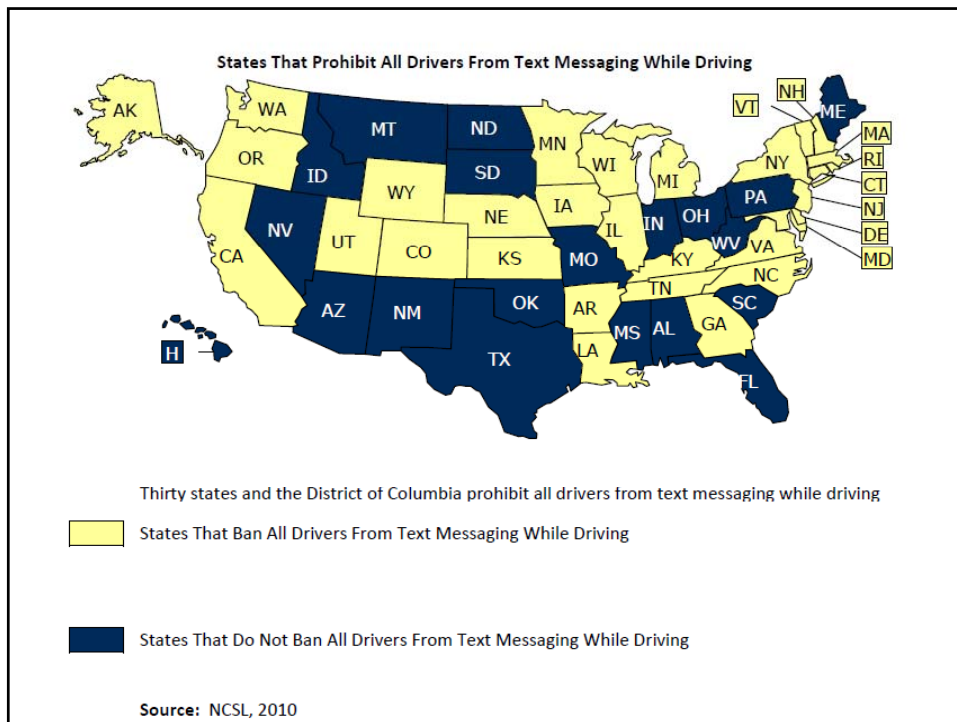 States That Prohibit All Drivers From Text Messaging While Driving
AK
WA
OR
CA
ID
NV
MT
WY
UT
AZ
CO
NM
ND
SD
NE
KS
OK
TX
MN
IA
MO
AR
LA
WI
IL
MI
IN
OH
KY
TN
MS
AL
GA
FL
SC
NC
VA
WV
PA
NY
VT
NH
ME
MA
RI
CT
NJ
DE
MD
H
Thirty states and the District of Columbia prohibit all drivers from text messaging while driving
States That Ban All Drivers From Text Messaging While Driving
States That Do Not Ban All Drivers From Text Messaging While Driving
Source: NCSL, 2010